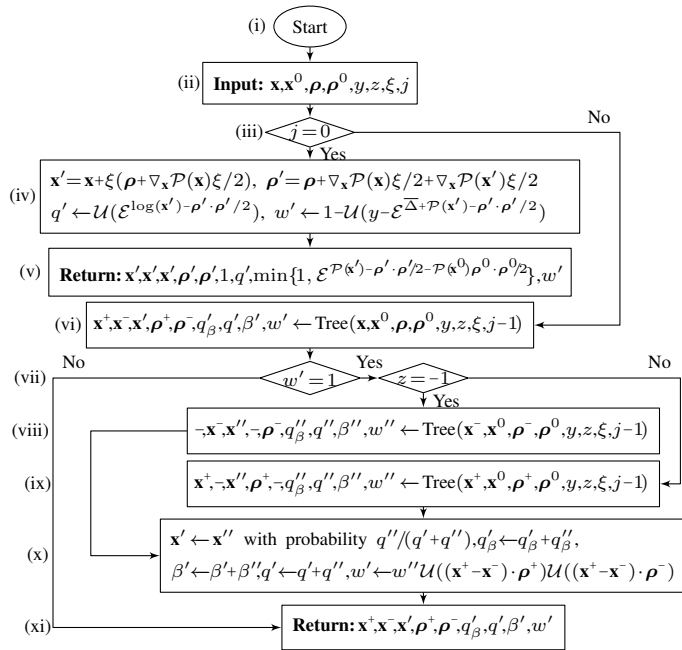 (i) Start
(ii) Input: x,x⁰,ρ,ρ⁰,y,z,ξ,j
(iii) j=0
No
Yes
(iv) x′=x+ξ(ρ+∇ₓ𝒫(x)ξ/2), ρ′=ρ+∇ₓ𝒫(x)ξ/2+∇ₓ𝒫(x′)ξ/2
q′←𝒰(ℰ^{log(x′)−ρ′·ρ′/2}), w′←1−𝒰(y−ℰ^{Δ̅+𝒫(x′)−ρ′·ρ′/2})
(v) Return: x′,x′,x′,ρ′,ρ′,1,q′,min{1, ℰ^{𝒫(x′)−ρ′·ρ′/2−𝒫(x⁰)ρ⁰·ρ⁰/2}},w′
(vi) x⁺,x⁻,x′,ρ⁺,ρ⁻,q′_β,q′,β′,w′←Tree(x,x⁰,ρ,ρ⁰,y,z,ξ,j−1)
(vii) No w′=1 Yes z=−1 No
Yes
(viii) −,x⁻,x″,−,ρ⁻,q″_β,q″,β″,w″←Tree(x⁻,x⁰,ρ⁻,ρ⁰,y,z,ξ,j−1)
(ix) x⁺,−,x″,ρ⁺,−,q″_β,q″,β″,w″←Tree(x⁺,x⁰,ρ⁺,ρ⁰,y,z,ξ,j−1)
(x) x′←x″ with probability q″/(q′+q″),q′_β←q′_β+q″_β,
β′←β′+β″,q′←q′+q″,w′←w″𝒰((x⁺−x⁻)·ρ⁺)𝒰((x⁺−x⁻)·ρ⁻)
(xi) Return: x⁺,x⁻,x′,ρ⁺,ρ⁻,q′_β,q′,β′,w′